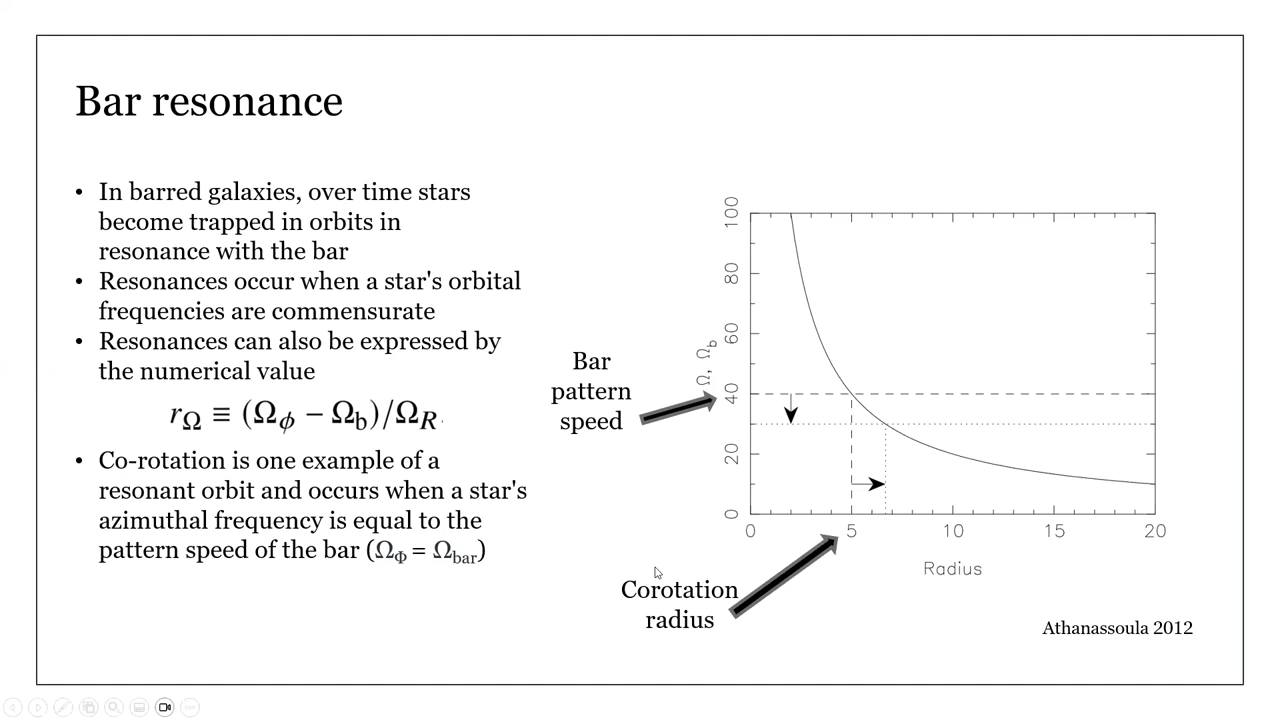 Bar resonance
• In barred galaxies, over time stars
become trapped in orbits in
resonance with the bar
• Resonances occur when a star's orbital
frequencies are commensurate
• Resonances can also be expressed by
the numerical value
r_Ω ≡ (Ω_ϕ − Ω_b)/Ω_R
• Co-rotation is one example of a
resonant orbit and occurs when a star's
azimuthal frequency is equal to the
pattern speed of the bar (Ω_Φ = Ω_bar)
Bar
pattern
speed
Corotation
radius
Ω, Ω_b
100
80
60
40
20
0
0 5 10 15 20
Radius
Athanassoula 2012